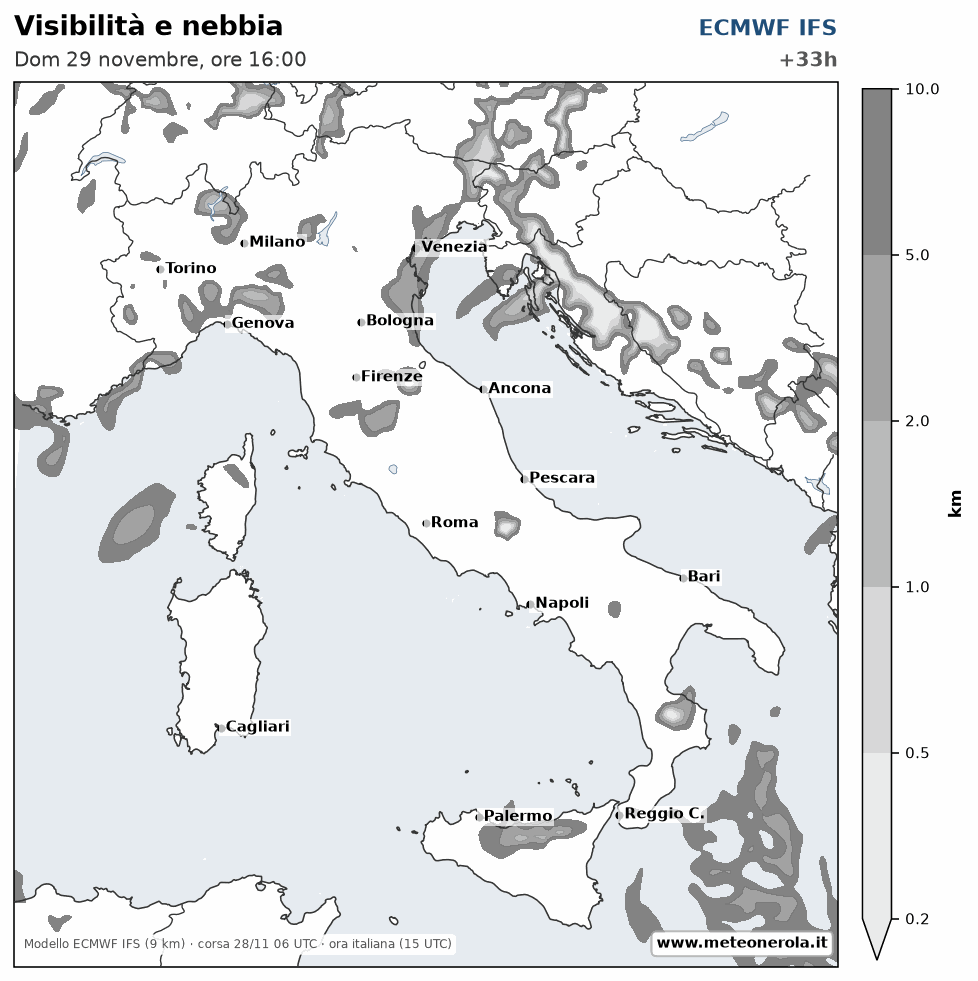 Visibilità e nebbia
ECMWF IFS
Dom 29 novembre, ore 16:00
+33h
10.0
5.0
2.0
1.0
0.5
0.2
km
Milano
Venezia
Torino
Genova
Bologna
Firenze
Ancona
Pescara
Roma
Bari
Napoli
Cagliari
Palermo
Reggio C.
Modello ECMWF IFS (9 km) · corsa 28/11 06 UTC · ora italiana (15 UTC)
www.meteonerola.it